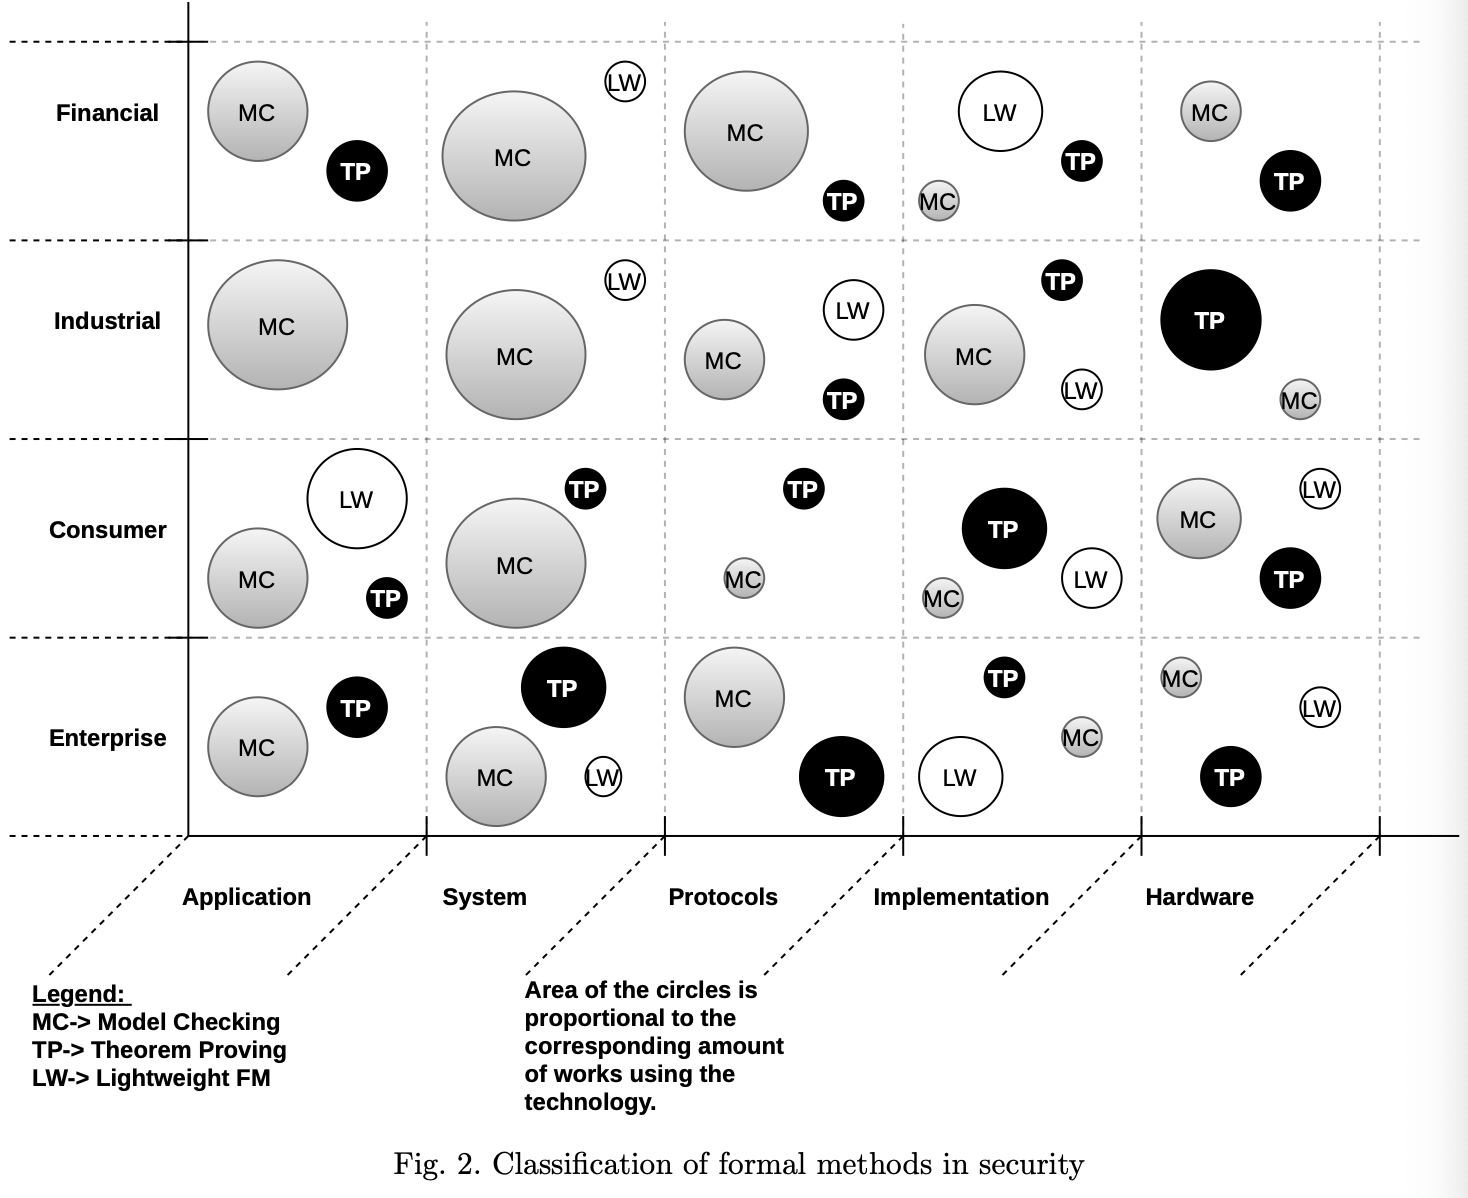 Financial
MC
TP
MC
LW
MC
TP
LW
MC
TP
MC
TP
Industrial
MC
MC
LW
MC
LW
TP
MC
TP
LW
TP
MC
Consumer
MC
LW
TP
MC
TP
MC
TP
MC
TP
LW
MC
TP
LW
Enterprise
MC
TP
MC
TP
LW
MC
TP
LW
TP
MC
MC
TP
LW
Application
System
Protocols
Implementation
Hardware
Legend:
MC-> Model Checking
TP-> Theorem Proving
LW-> Lightweight FM
Area of the circles is
proportional to the
corresponding amount
of works using the
technology.
Fig. 2. Classification of formal methods in security